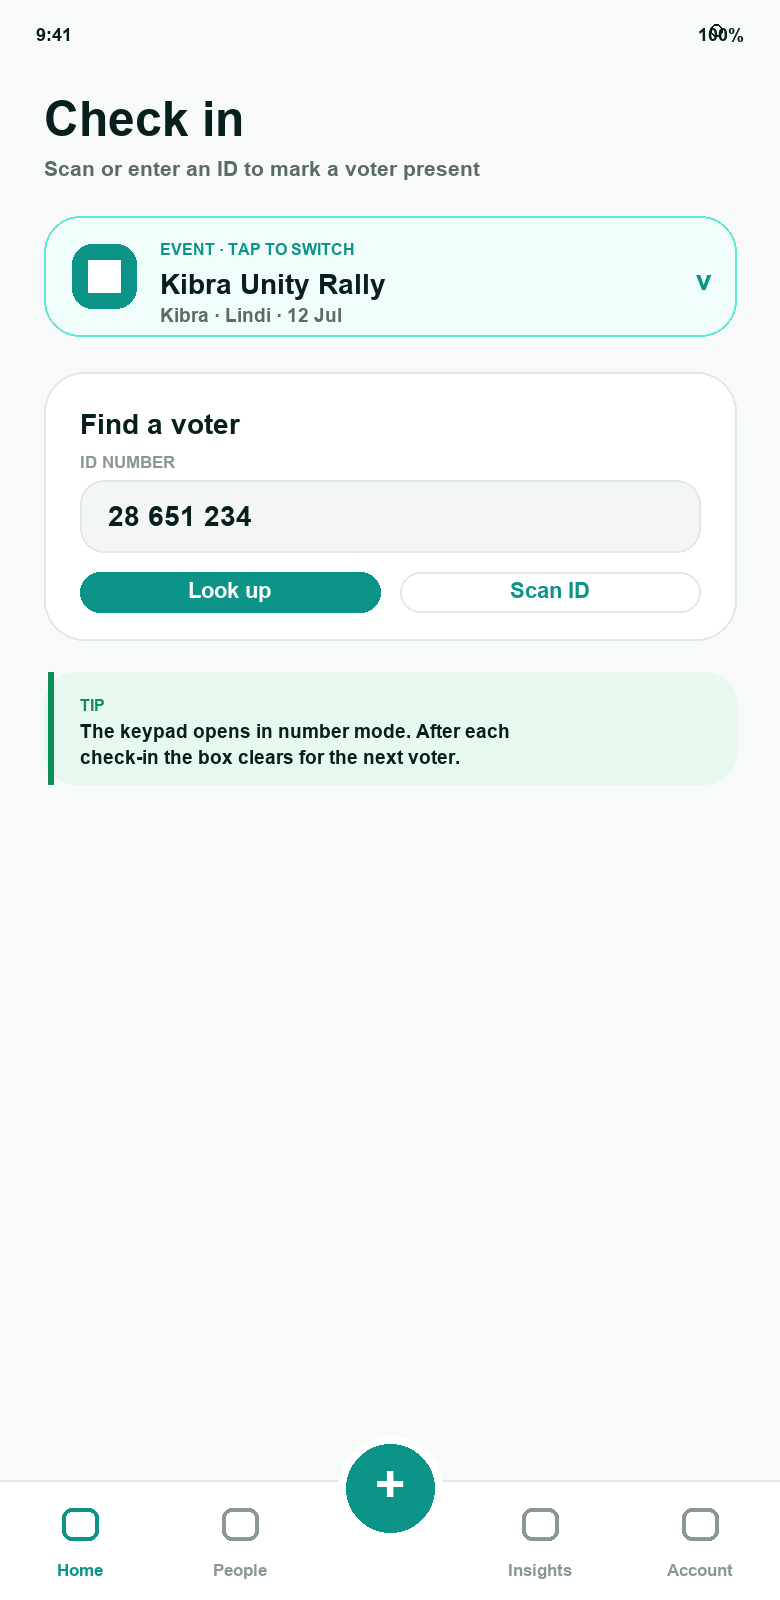 9:41
100%
Check in
Scan or enter an ID to mark a voter present
EVENT · TAP TO SWITCH
Kibra Unity Rally
v
Kibra · Lindi · 12 Jul
Find a voter
ID NUMBER
28 651 234
Look up
Scan ID
TIP
The keypad opens in number mode. After each
check-in the box clears for the next voter.
+
Home
People
Insights
Account